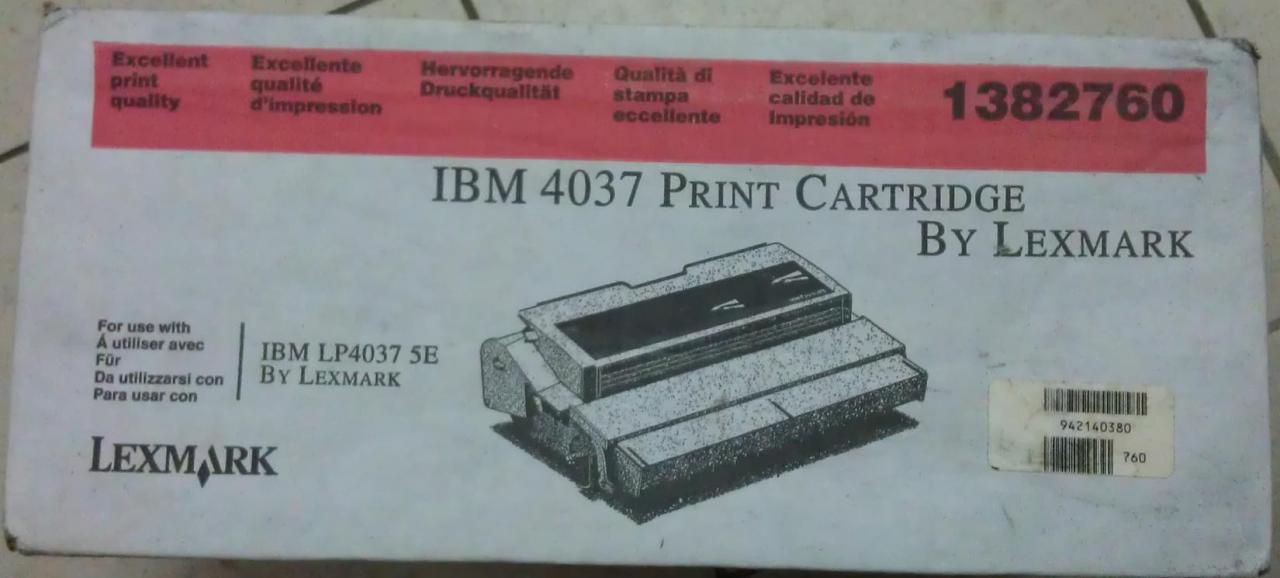 Excellent
print
quality
Excellente
qualité
d'impression
Hervorragende
Druckqualität
Qualità di
stampa
eccellente
Excelente
calidad de
Impresión
1382760
IBM 4037 PRINT CARTRIDGE
BY LEXMARK
For use with
Á utiliser avec
Für
Da utilizzarsi con
Para usar con
IBM LP4037 5E
BY LEXMARK
LEXMARK
942140380
760